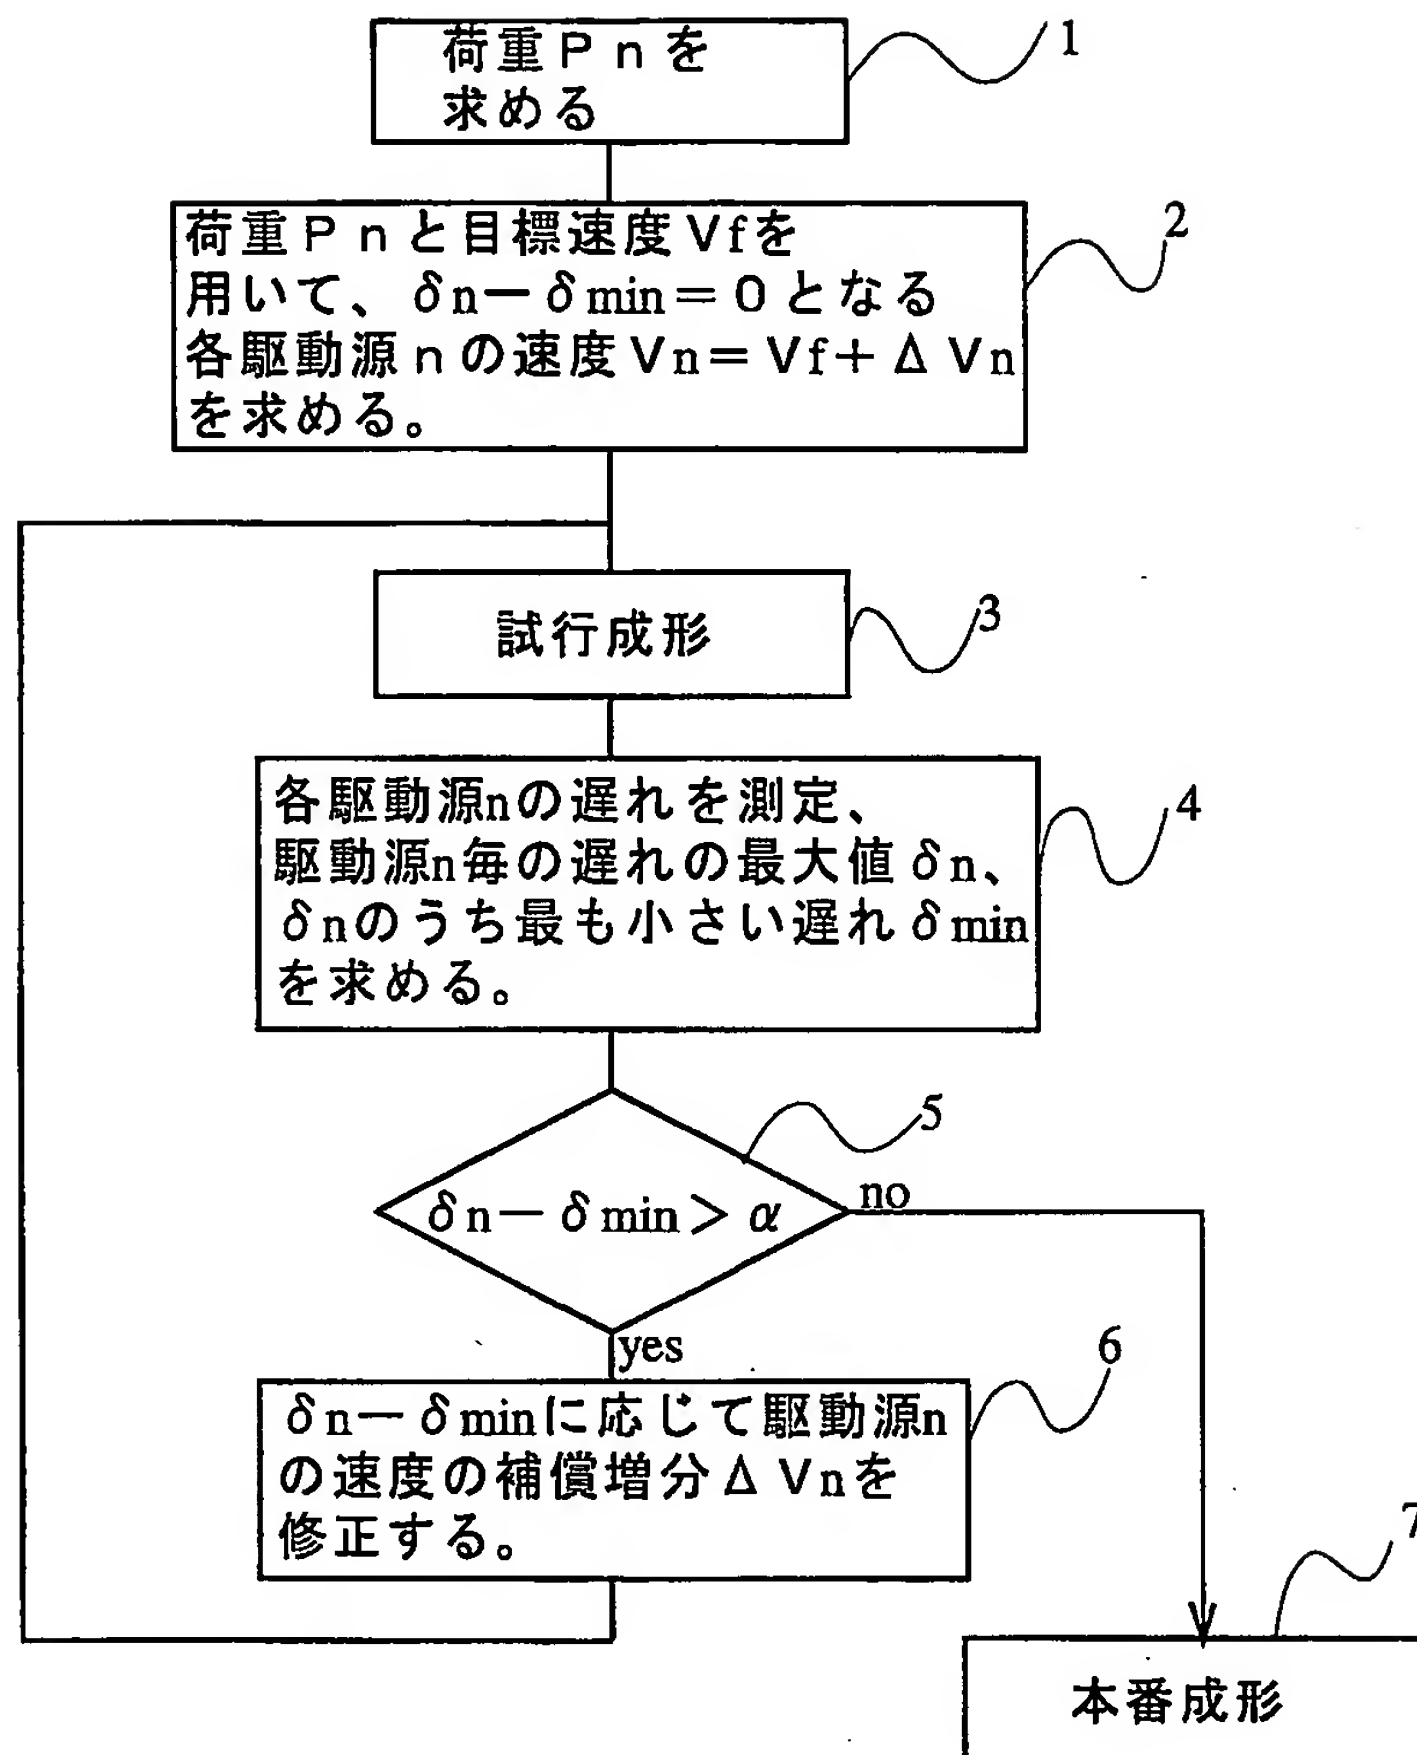 荷重Ｐｎを
求める
1
荷重Ｐｎと目標速度Vfを
用いて、δn－δmin＝０となる
各駆動源ｎの速度Vn＝Vf＋ΔVn
を求める。
2
試行成形
3
各駆動源nの遅れを測定、
駆動源n毎の遅れの最大値δn、
δnのうち最も小さい遅れδmin
を求める。
4
5
δn－δmin＞α
no
yes
6
δn－δminに応じて駆動源n
の速度の補償増分ΔVnを
修正する。
7
本番成形